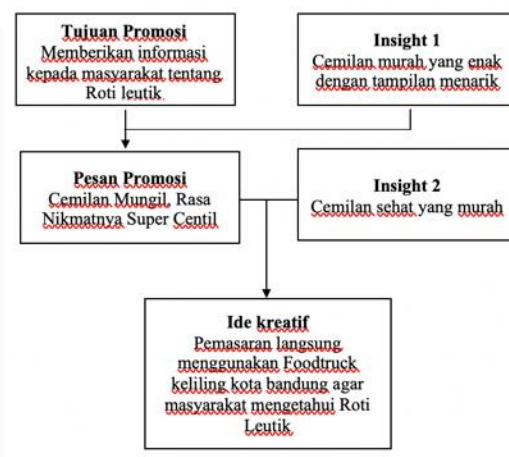 Tujuan Promosi
Memberikan informasi
kepada masyarakat tentang
Roti leutik.
Insight 1
Cemilan murah yang enak
dengan tampilan menarik
Pesan Promosi
Cemilan Mungil, Rasa
Nikmatnya Super Centil
Insight 2
Cemilan sehat yang murah
Ide kreatif
Pemasaran langsung
menggunakan Foodtruck
keliling kota bandung agar
masyarakat mengetahui Roti
Leutik